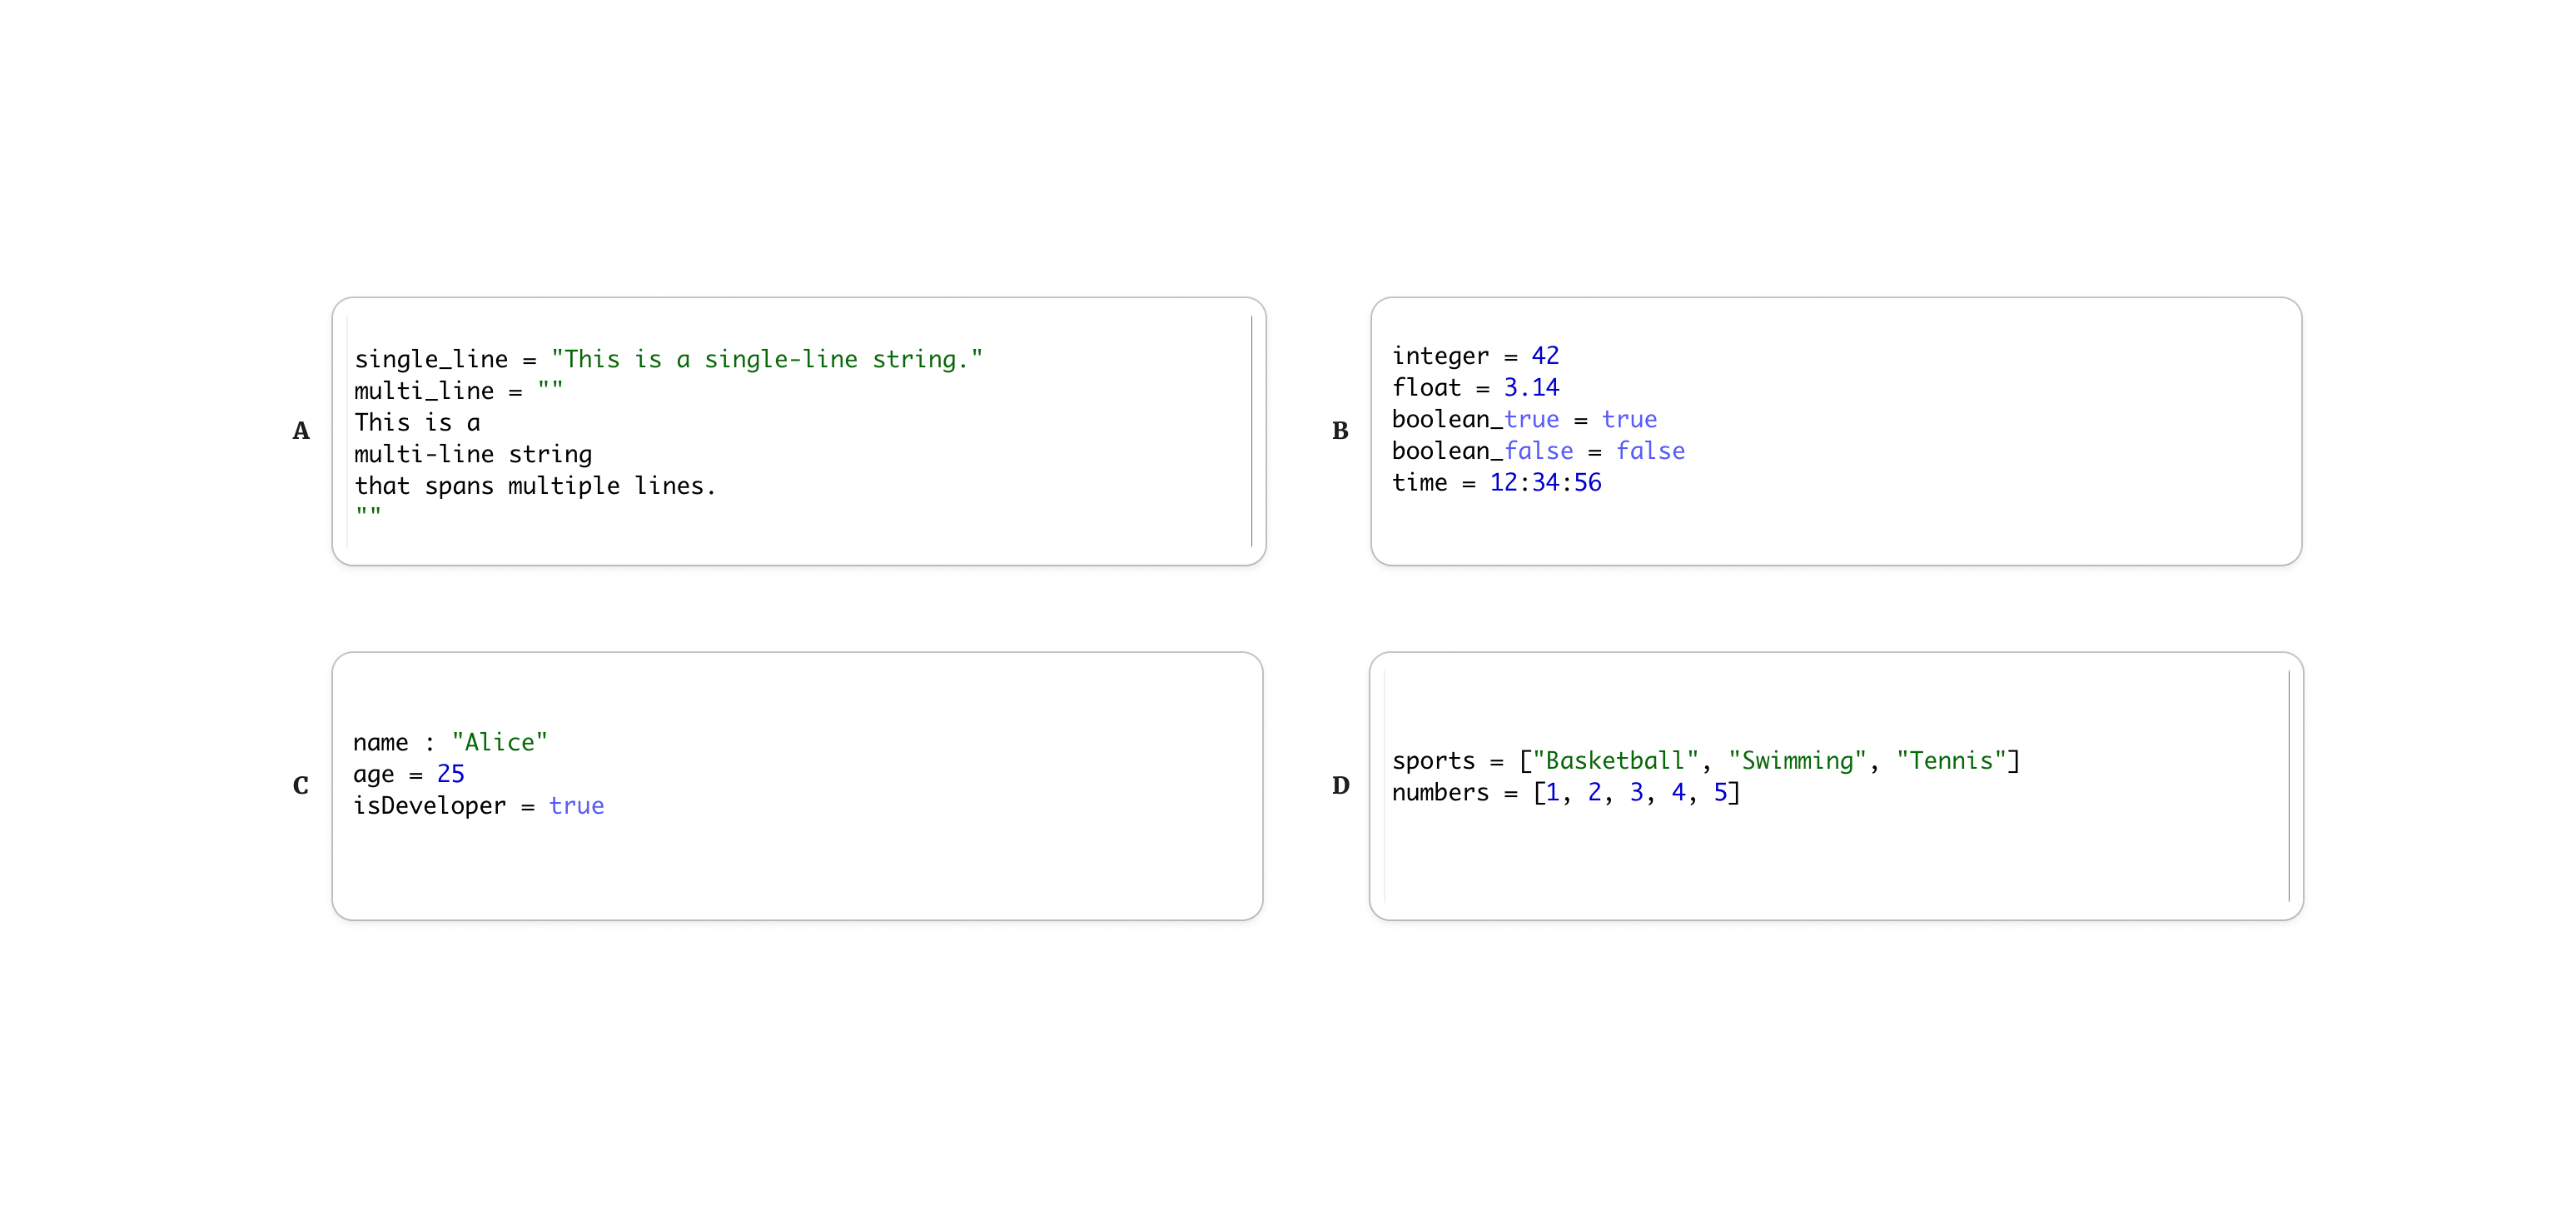 A
single_line = "This is a single-line string."
multi_line = ""
This is a
multi-line string
that spans multiple lines.
""
B
integer = 42
float = 3.14
boolean_true = true
boolean_false = false
time = 12:34:56
C
name : "Alice"
age = 25
isDeveloper = true
D
sports = ["Basketball", "Swimming", "Tennis"]
numbers = [1, 2, 3, 4, 5]